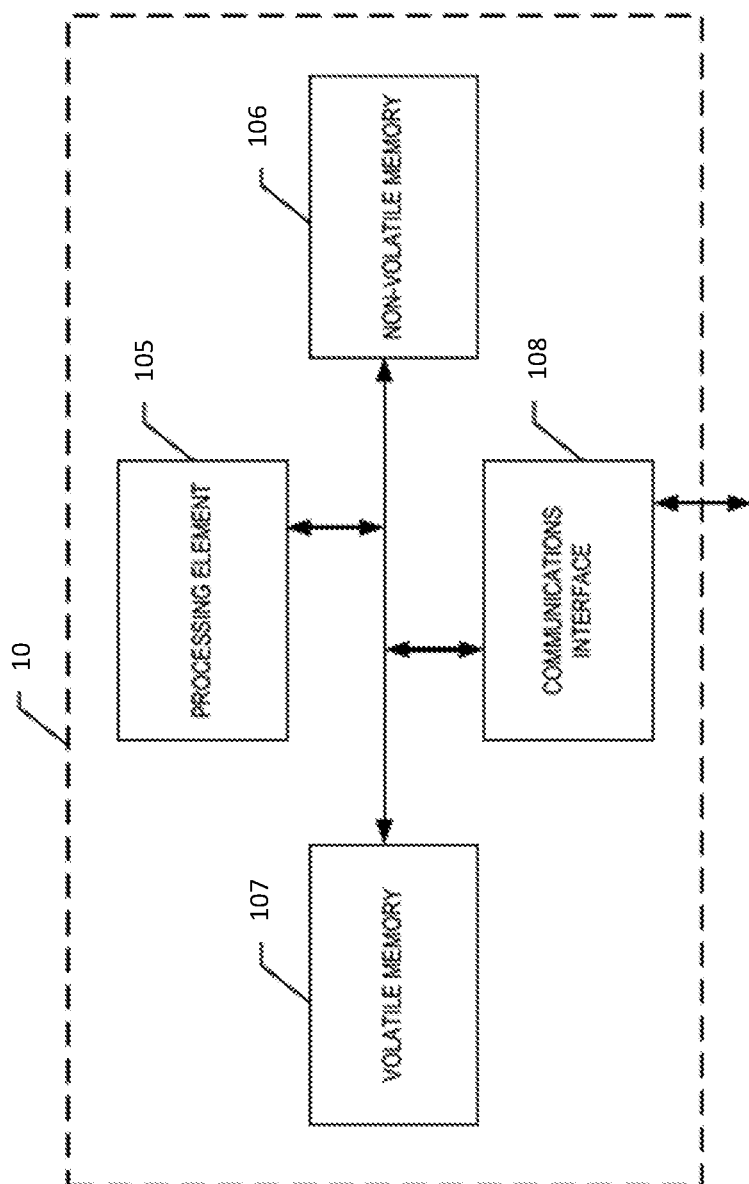 10
PROCESSING ELEMENT
105
VOLATILE MEMORY
107
NON-VOLATILE MEMORY
106
COMMUNICATIONS
INTERFACE
108